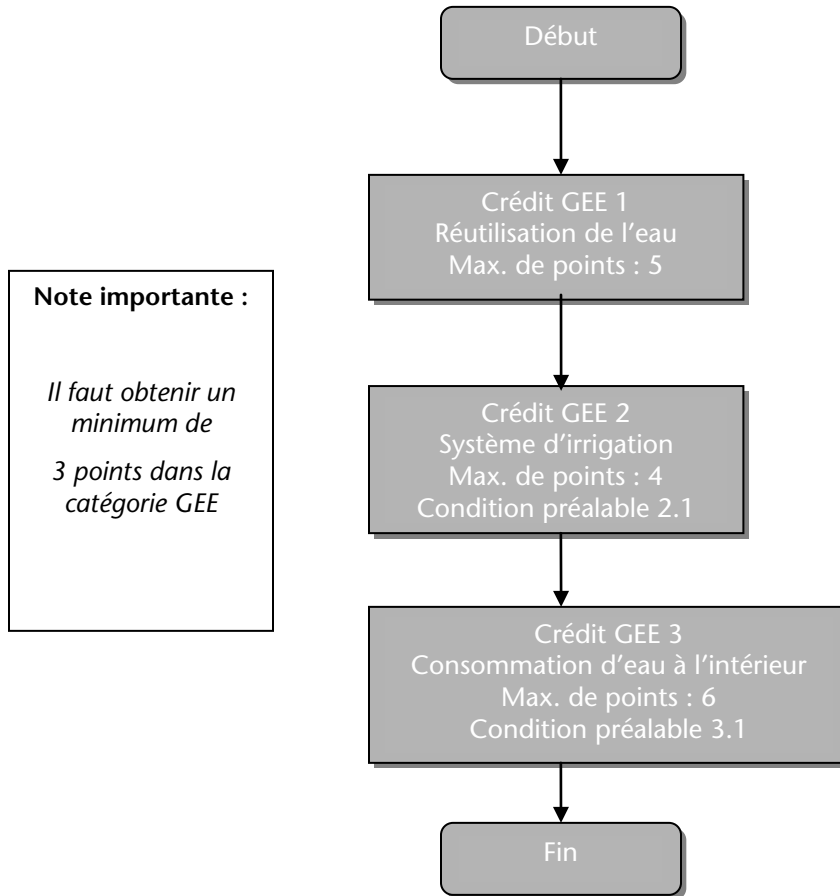 Début
Crédit GEE 1
Réutilisation de l’eau
Max. de points : 5
Note importante :
Il faut obtenir un
minimum de
3 points dans la
catégorie GEE
Crédit GEE 2
Système d’irrigation
Max. de points : 4
Condition préalable 2.1
Crédit GEE 3
Consommation d’eau à l’intérieur
Max. de points : 6
Condition préalable 3.1
Fin